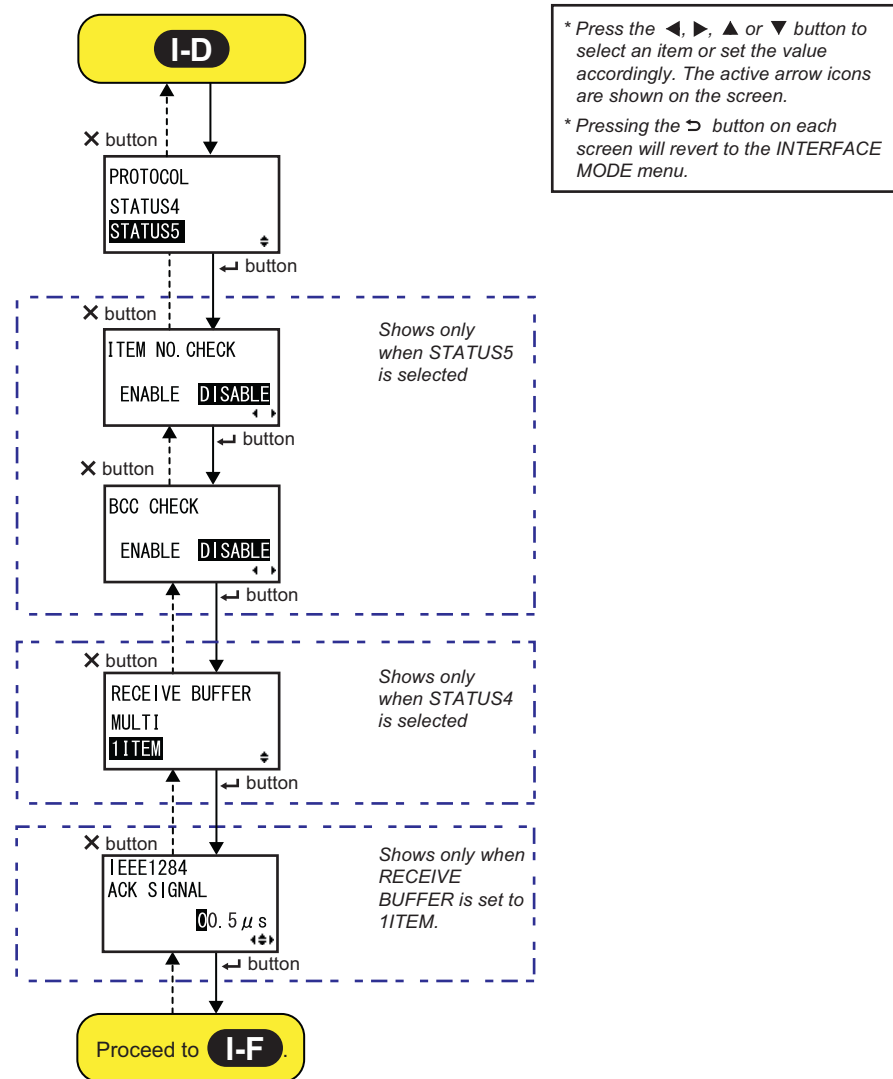 I-D
* Press the ◀, ▶, ▲ or ▼ button to
select an item or set the value
accordingly. The active arrow icons
are shown on the screen.
* Pressing the ⮌ button on each
screen will revert to the INTERFACE
MODE menu.
✕ button
PROTOCOL
STATUS4
STATUS5
↵ button
✕ button
ITEM NO. CHECK
ENABLE DISABLE
Shows only
when STATUS5
is selected
↵ button
✕ button
BCC CHECK
ENABLE DISABLE
↵ button
✕ button
RECEIVE BUFFER
MULTI
1ITEM
Shows only
when STATUS4
is selected
↵ button
✕ button
IEEE1284
ACK SIGNAL
00.5 μs
Shows only when
RECEIVE
BUFFER is set to
1ITEM.
↵ button
Proceed to I-F.